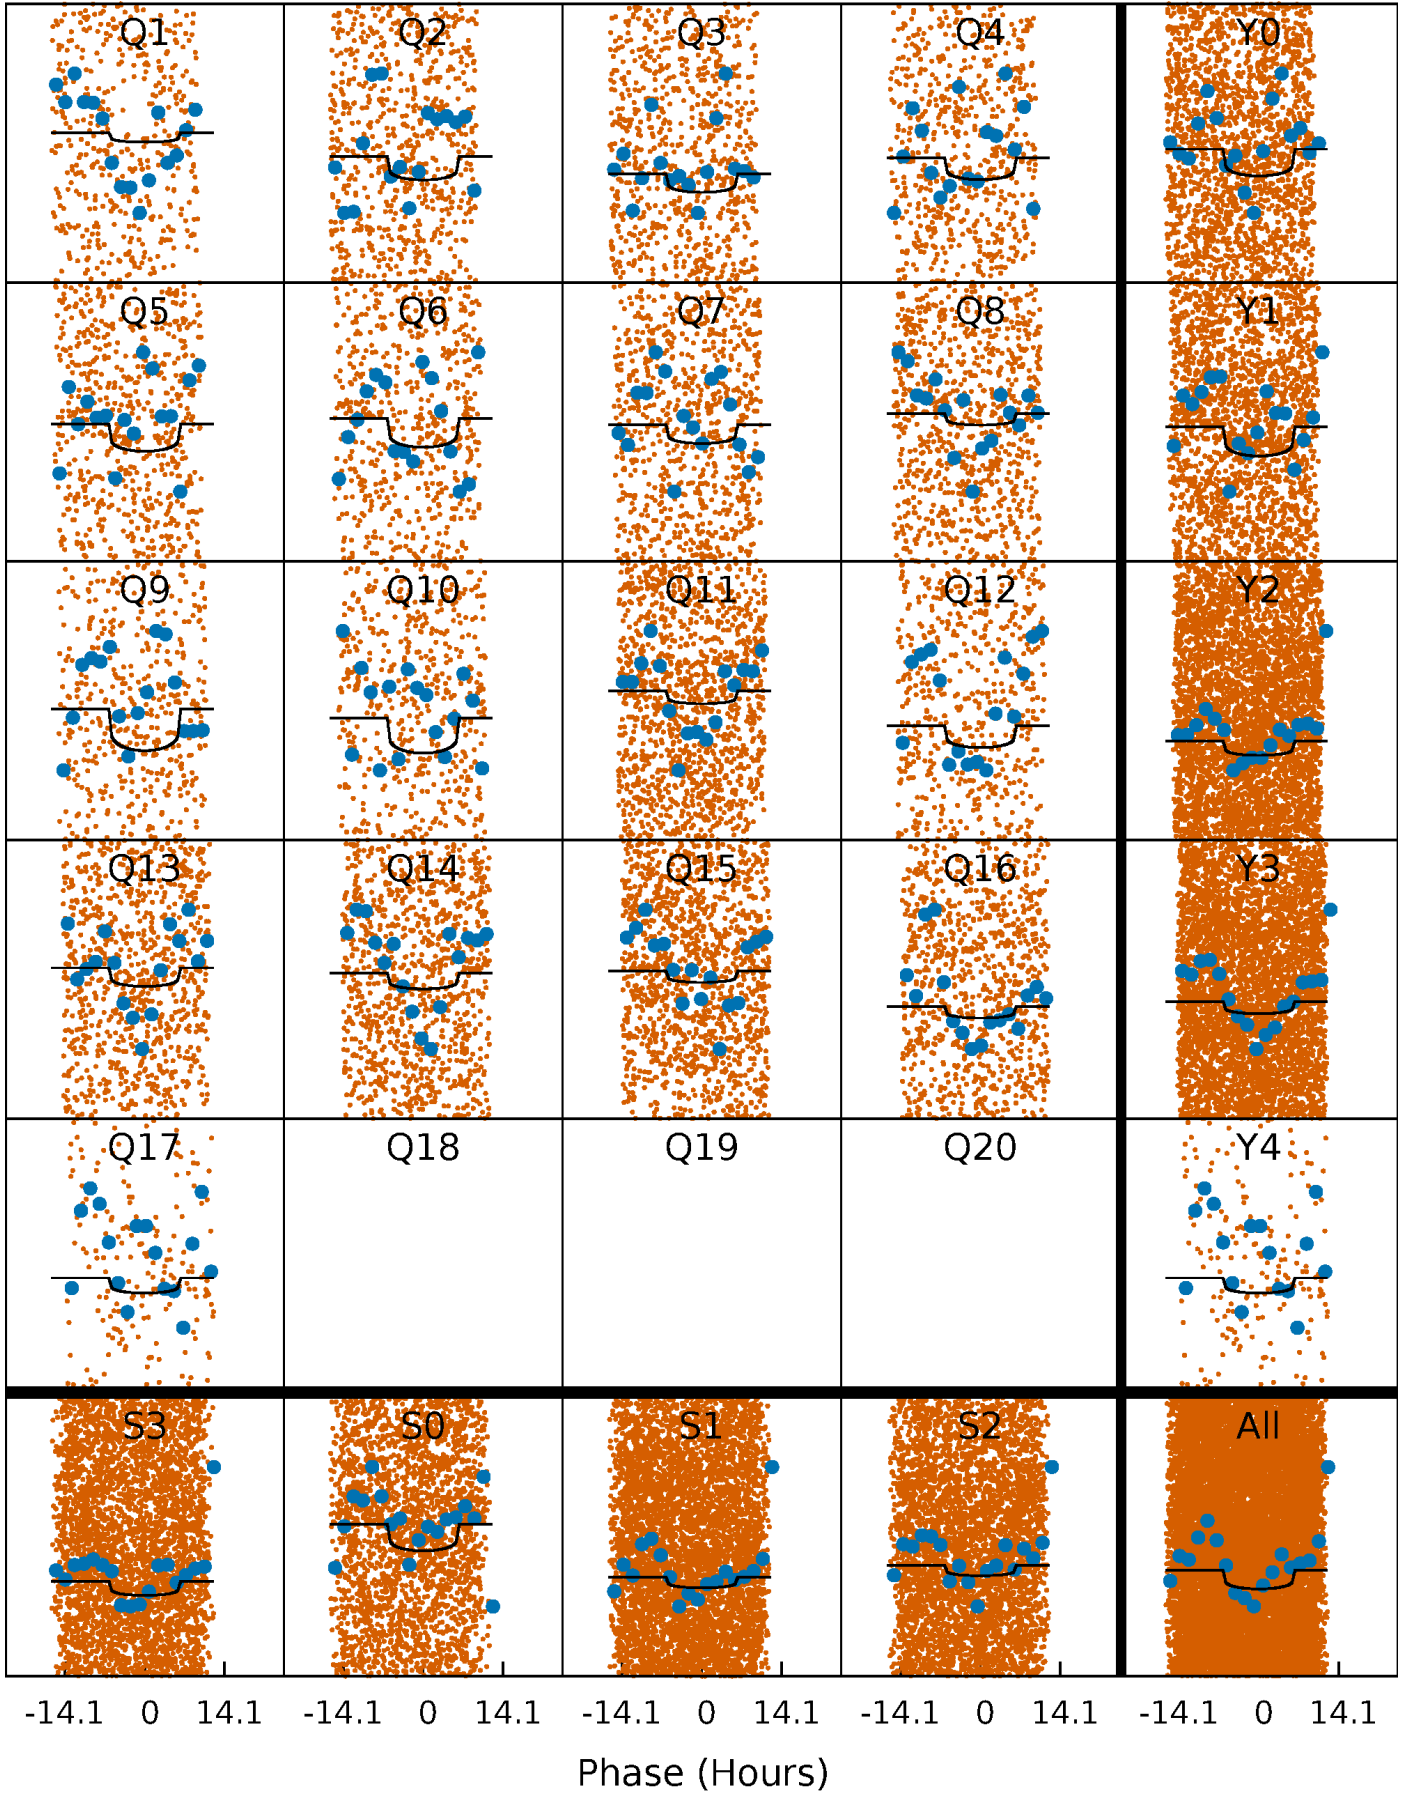 Q1 Q2 Q3 Q4 Y0
Q5 Q6 Q7 Q8 Y1
Q9 Q10 Q11 Q12 Y2
Q13 Q14 Q15 Q16 Y3
Q17 Q18 Q19 Q20 Y4
S3 S0 S1 S2 All
-14.1 0 14.1 -14.1 0 14.1 -14.1 0 14.1 -14.1 0 14.1 -14.1 0 14.1
Phase (Hours)